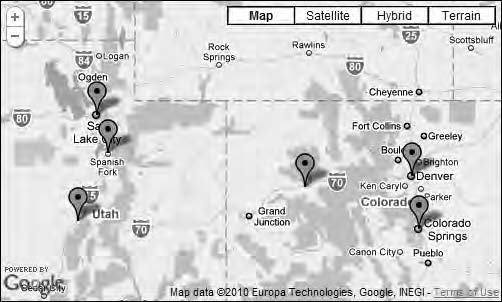 +
Map
Satellite
Hybrid
Terrain
−
Logan
Rock
Springs
Rawlins
25
Scottsbluff
84
Ogden
80
80
80
Cheyenne
Lake City
Spanish
Fork
Fort Collins
Greeley
Brighton
Denver
15
70
Ken Caryl
Utah
Parker
Colorado
Grand
Junction
Colorado
Springs
70
Canon City
Pueblo
POWERED BY
Google
Map data ©2010 Europa Technologies, Google, INEGI - Terms of Use